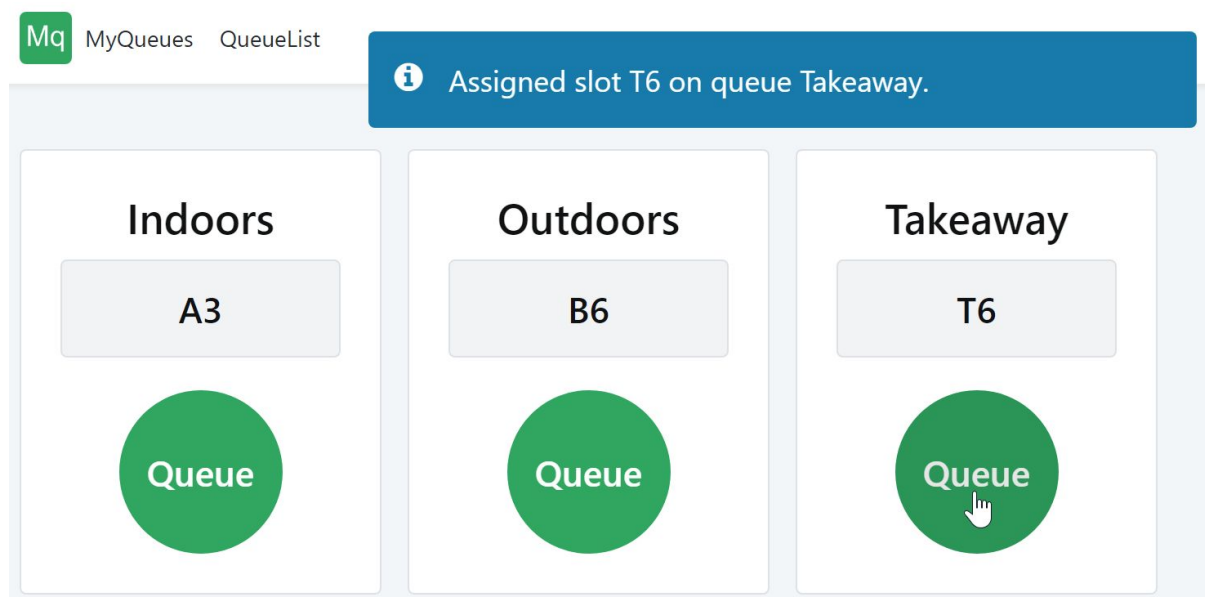 Mq MyQueues QueueList
Assigned slot T6 on queue Takeaway.
Indoors
A3
Queue
Outdoors
B6
Queue
Takeaway
T6
Queue